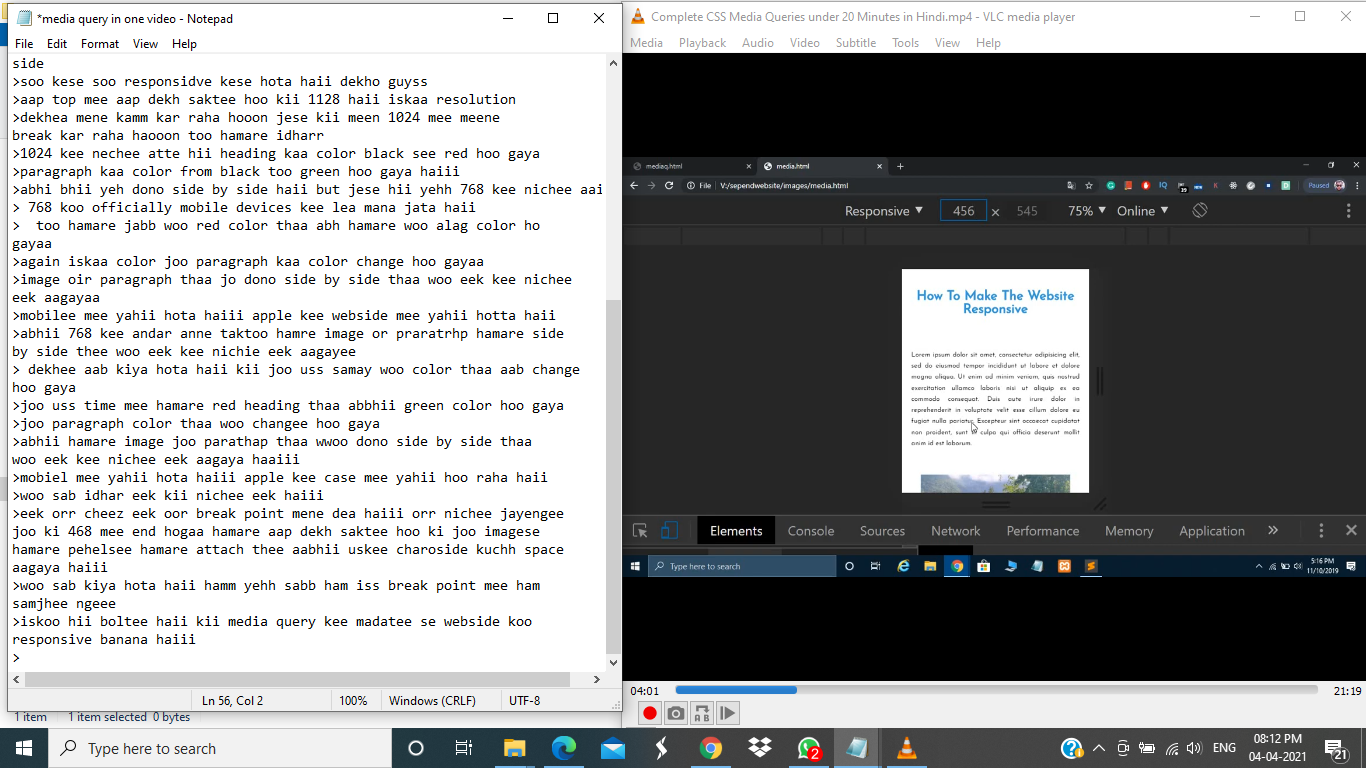 *media query in one video - Notepad
File Edit Format View Help
side
>soo kese soo responsidve kese hota haii dekho guyss
>aap top mee aap dekh saktee hoo kii 1128 haii iskaa resolution
>dekhea mene kamm kar raha hooon jese kii meen 1024 mee meene
break kar raha haooon too hamare idharr
>1024 kee nechee atte hii heading kaa color black see red hoo gaya
>paragraph kaa color from black too green hoo gaya haiii
>abhi bhii yeh dono side by side haii but jese hii yehh 768 kee nichee aai
> 768 koo officially mobile devices kee lea mana jata haii
>  too hamare jabb woo red color thaa abh hamare woo alag color ho
gayaa
>again iskaa color joo paragraph kaa color change hoo gayaa
>image oir paragraph thaa jo dono side by side thaa woo eek kee nichee
eek aagayaa
>mobilee mee yahii hota haiii apple kee webside mee yahii hotta haii
>abhii 768 kee andar anne taktoo hamre image or praratrhp hamare side
by side thee woo eek kee nichie eek aagayee
> dekhee aab kiya hota haii kii joo uss samay woo color thaa aab change
hoo gaya
>joo uss time mee hamare red heading thaa abbhii green color hoo gaya
>joo paragraph color thaa woo changee hoo gaya
>abhii hamare image joo parathap thaa wwoo dono side by side thaa
woo eek kee nichee eek aagaya haaiii
>mobiel mee yahii hota haiii apple kee case mee yahii hoo raha haii
>woo sab idhar eek kii nichee eek haiii
>eek orr cheez eek oor break point mene dea haiii orr nichee jayengee
joo ki 468 mee end hogaa hamare aap dekh saktee hoo ki joo imagese
hamare pehelsee hamare attach thee aabhii uskee charoside kuchh space
aagaya haiii
>woo sab kiya hota haii hamm yehh sabb ham iss break point mee ham
samjhee ngeee
>iskoo hii boltee haii kii media query kee madatee se webside koo
responsive banana haiii
>
Ln 56, Col 2 100% Windows (CRLF) UTF-8
1 item 1 item selected 0 bytes
Complete CSS Media Queries under 20 Minutes in Hindi.mp4 - VLC media player
Media Playback Audio Video Subtitle Tools View Help
mediaq.html media.html
File V:/sependwebsite/images/media.html Paused
Responsive 456 x 545 75% Online
How To Make The Website
Responsive
Lorem ipsum dolor sit amet, consectetur adipisicing elit,
sed do eiusmod tempor incididunt ut labore et dolore
magna aliqua. Ut enim ad minim veniam, quis nostrud
exercitation ullamco laboris nisi ut aliquip ex ea
commodo consequat. Duis aute irure dolor in
reprehenderit in voluptate velit esse cillum dolore eu
fugiat nulla pariatur. Excepteur sint occaecat cupidatat
non proident, sunt in culpa qui officia deserunt mollit
anim id est laborum.
Elements Console Sources Network Performance Memory Application »
Type here to search
5:16 PM
11/10/2019
04:01 21:19
A B
Type here to search
2
ENG
08:12 PM
04-04-2021
21